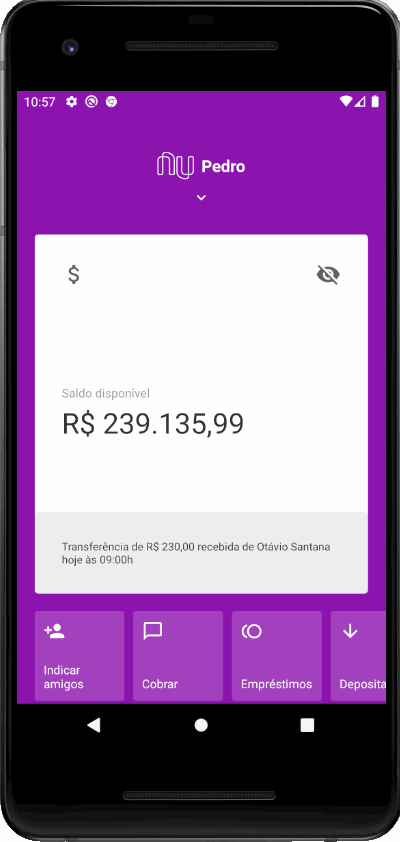 10:57
nu Pedro
$
Saldo disponível
R$ 239.135,99
Transferência de R$ 230,00 recebida de Otávio Santana
hoje às 09:00h
Indicar
amigos
Cobrar
Empréstimos
Deposita